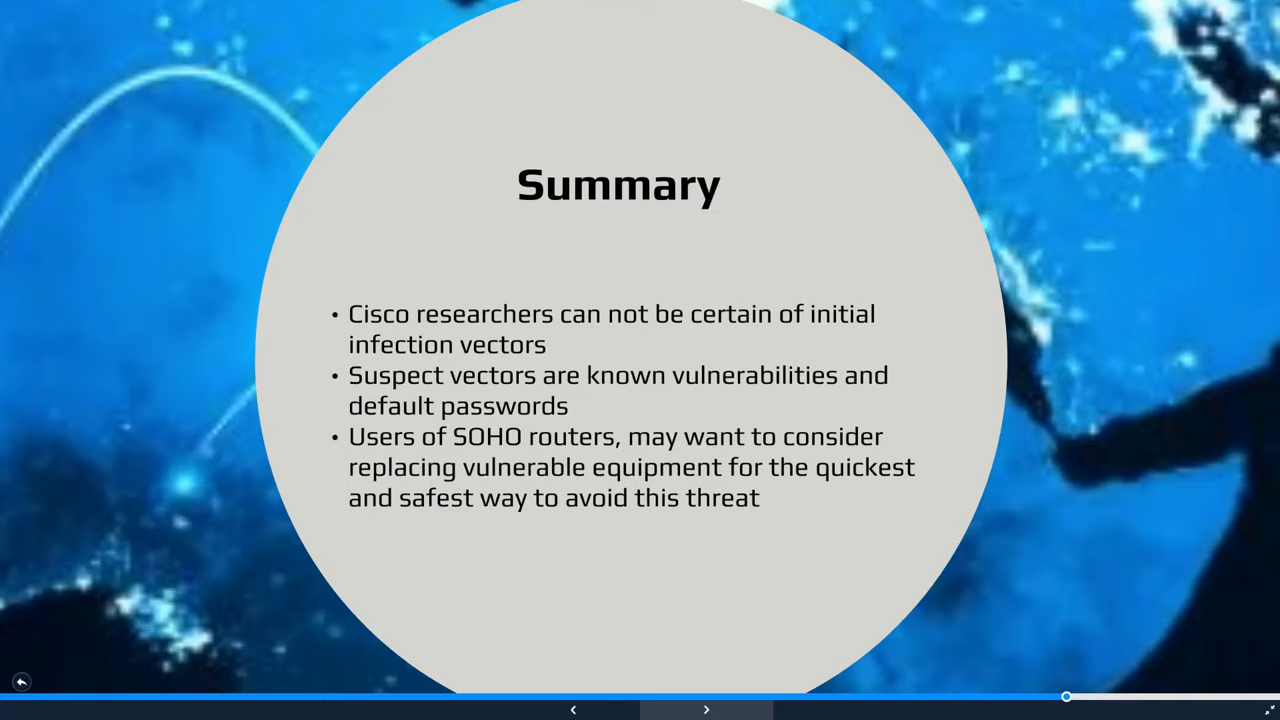 Summary
• Cisco researchers can not be certain of initial
infection vectors
• Suspect vectors are known vulnerabilities and
default passwords
• Users of SOHO routers, may want to consider
replacing vulnerable equipment for the quickest
and safest way to avoid this threat